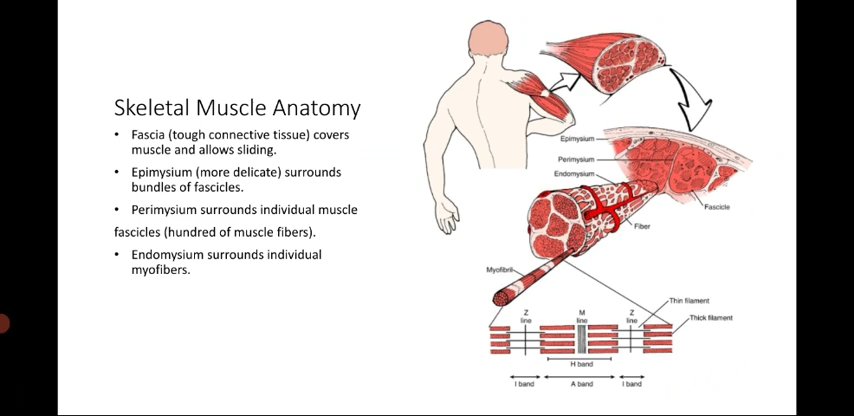 Skeletal Muscle Anatomy
• Fascia (tough connective tissue) covers
muscle and allows sliding.
• Epimysium (more delicate) surrounds
bundles of fascicles.
• Perimysium surrounds individual muscle
fascicles (hundred of muscle fibers).
• Endomysium surrounds individual
myofibers.
Epimysium
Perimysium
Endomysium
Fascicle
Fiber
Myofibril
Thin filament
Z
line
M
line
Z
line
Thick filament
H band
I band
A band
I band